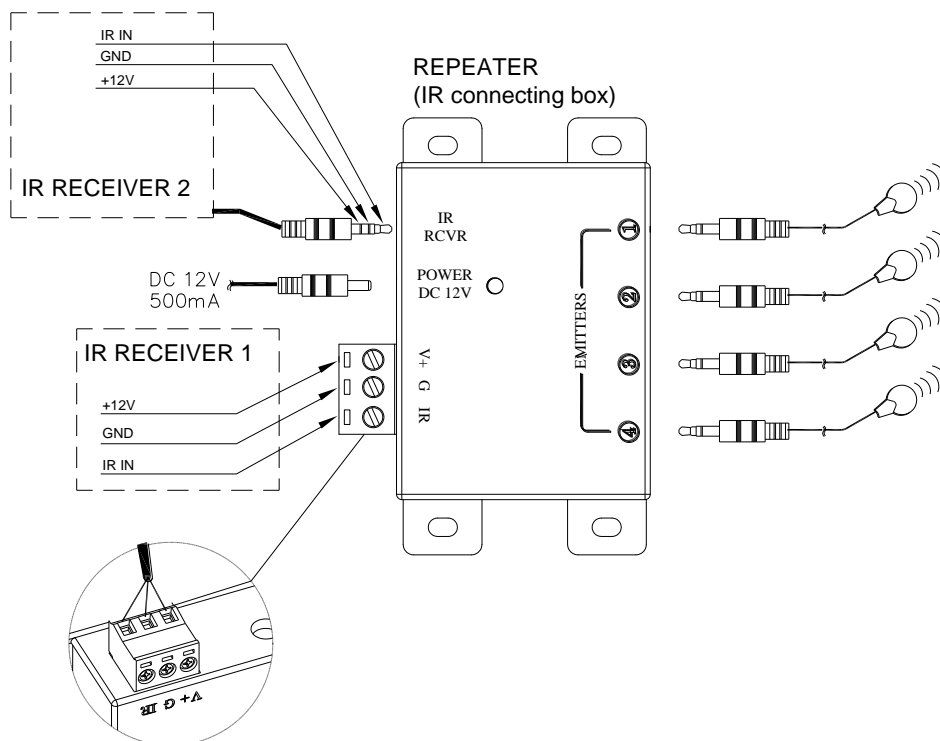 IR IN
GND
+12V
IR RECEIVER 2
REPEATER
(IR connecting box)
IR
RCVR
POWER
DC 12V
DC 12V
500mA
IR RECEIVER 1
+12V
GND
IR IN
V+
G
IR
EMITTERS
1
2
3
4
V+ G IR